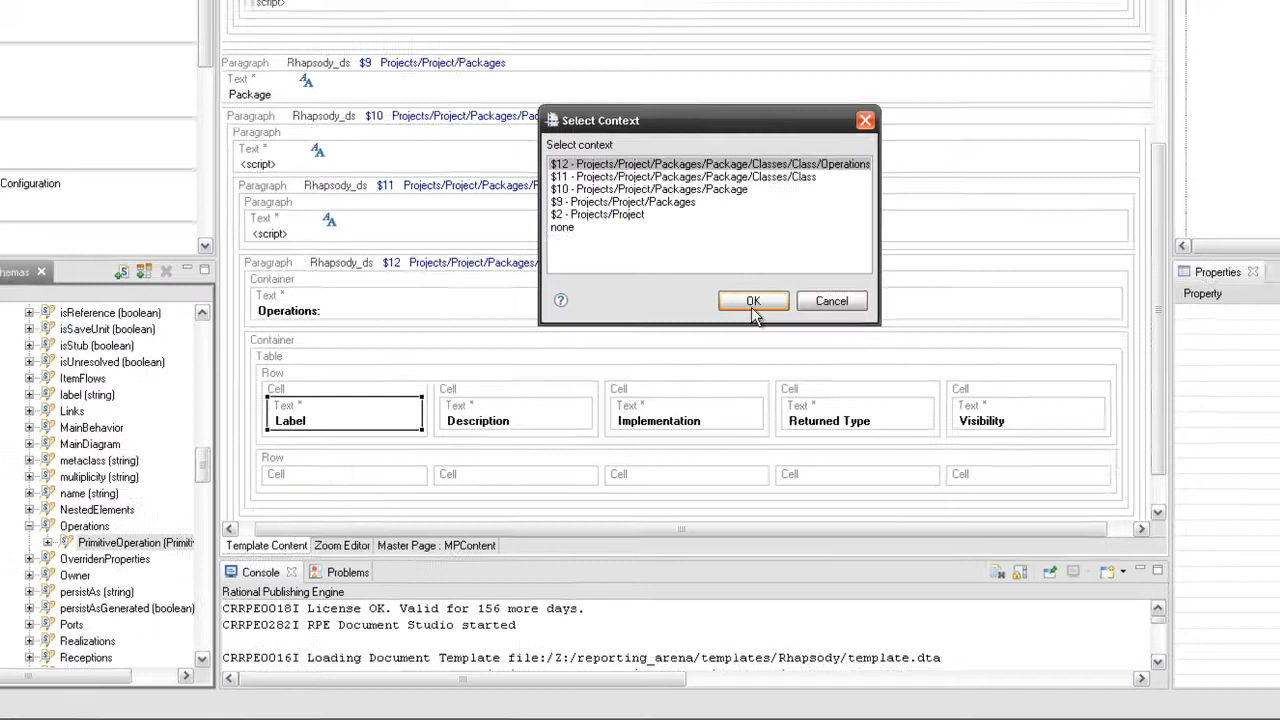 script>
Paragraph Rhapsody_ds $9 Projects/Project/Packages
Text *
Package
Paragraph Rhapsody_ds $10 Projects/Project/Packages/Pac
Paragraph
Text *
<script>
Paragraph Rhapsody_ds $11 Projects/Project/Packages/P
Paragraph
Text *
<script>
Paragraph Rhapsody_ds $12 Projects/Project/Packages/
Container
Text *
Operations:
Container
Table
Row
Cell Cell Cell Cell Cell
Text * Text * Text * Text * Text *
Label Description Implementation Returned Type Visibility
Row
Cell Cell Cell Cell Cell
Template Content Zoom Editor Master Page : MPContent
Select Context
Select context
$12 - Projects/Project/Packages/Package/Classes/Class/Operations
$11 - Projects/Project/Packages/Package/Classes/Class
$10 - Projects/Project/Packages/Package
$9 - Projects/Project/Packages
$2 - Projects/Project
none
OK Cancel
Configuration
hemas
isReference (boolean)
isSaveUnit (boolean)
isStub (boolean)
isUnresolved (boolean)
ItemFlows
label (string)
Links
MainBehavior
MainDiagram
metaclass (string)
multiplicity (string)
name (string)
NestedElements
Operations
PrimitiveOperation (Primiti
OverridenProperties
Owner
persistAs (string)
persistAsGenerated (boolean)
Ports
Realizations
Receptions
Properties
Property
Console Problems
Rational Publishing Engine
CRRPE0018I License OK. Valid for 156 more days.
CRRPE0282I RPE Document Studio started
CRRPE0016I Loading Document Template file:/Z:/reporting_arena/templates/Rhapsody/template.dta